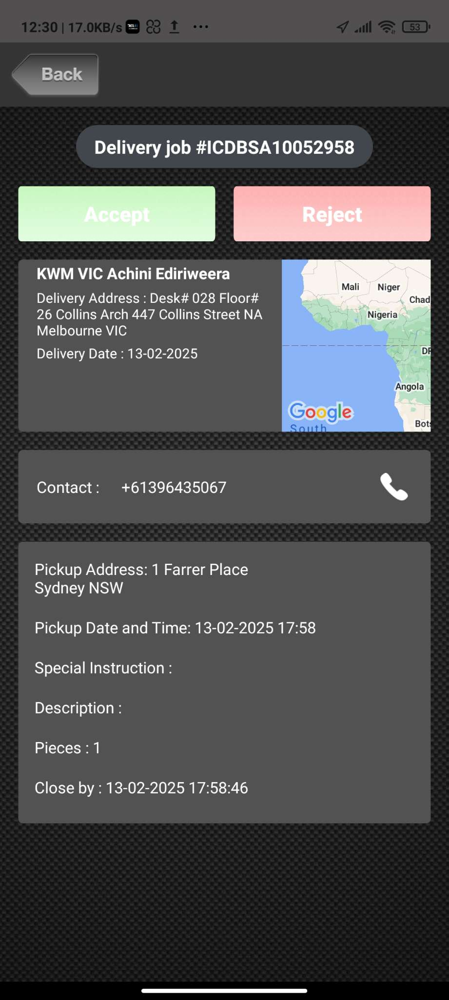 12:30 | 17.0KB/s
53
Back
Delivery job #ICDBSA10052958
Accept
Reject
KWM VIC Achini Ediriweera
Delivery Address : Desk# 028 Floor#
26 Collins Arch 447 Collins Street NA
Melbourne VIC
Delivery Date : 13-02-2025
Mali
Niger
Chad
Nigeria
DR
Angola
Bots
Google
South
Contact : +61396435067
Pickup Address: 1 Farrer Place
Sydney NSW
Pickup Date and Time: 13-02-2025 17:58
Special Instruction :
Description :
Pieces : 1
Close by : 13-02-2025 17:58:46